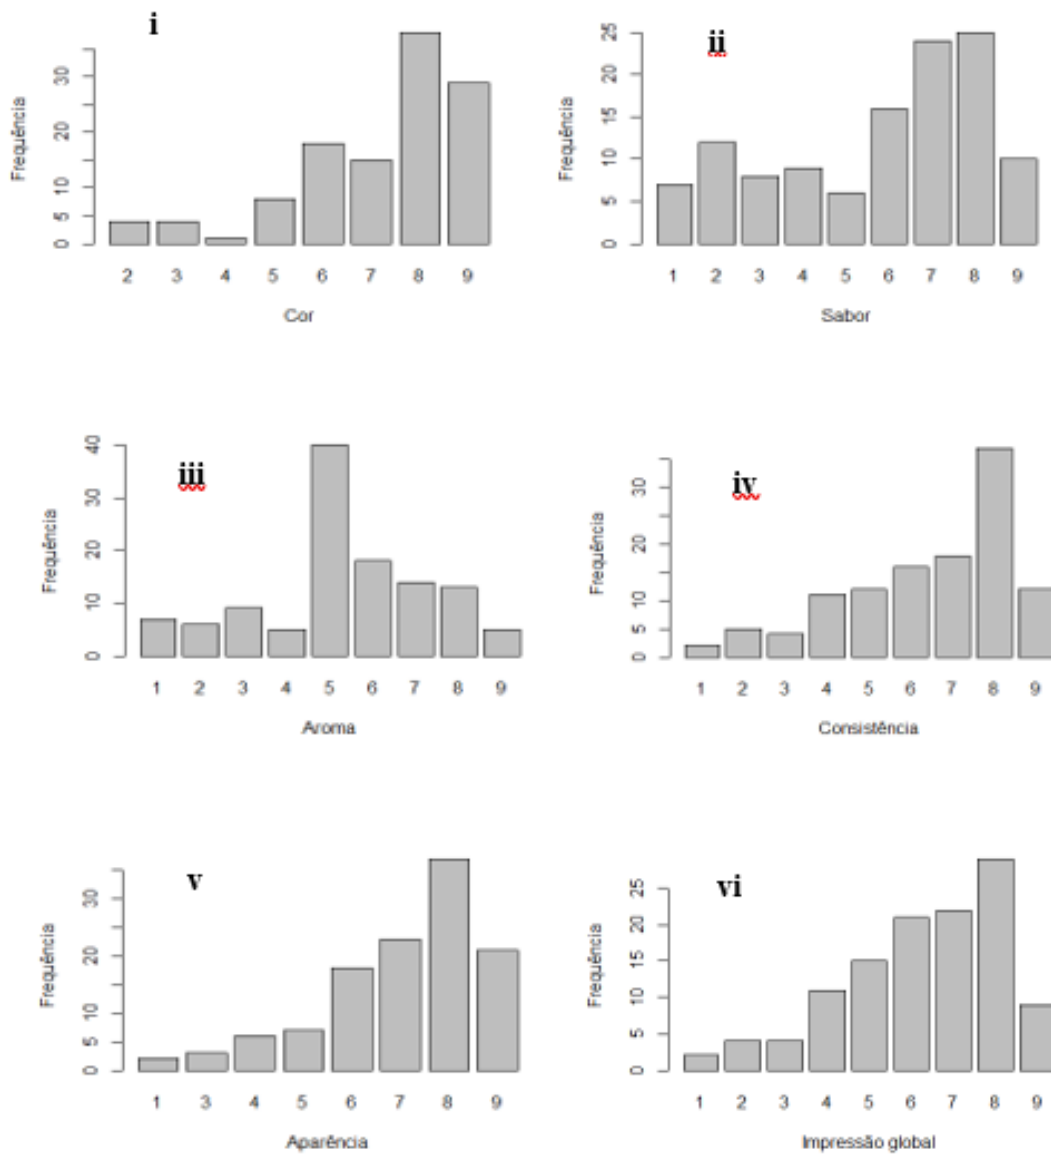 i
Frequência
0 5 10 20 30
2 3 4 5 6 7 8 9
Cor
ii
Frequência
0 5 10 15 20 25
1 2 3 4 5 6 7 8 9
Sabor
iii
Frequência
0 10 20 30 40
1 2 3 4 5 6 7 8 9
Aroma
iv
Frequência
0 5 10 20 30
1 2 3 4 5 6 7 8 9
Consistência
v
Frequência
0 5 10 20 30
1 3 4 5 6 7 8 9
Aparência
vi
Frequência
0 5 10 15 20 25
1 2 3 4 5 6 7 8 9
Impressão global